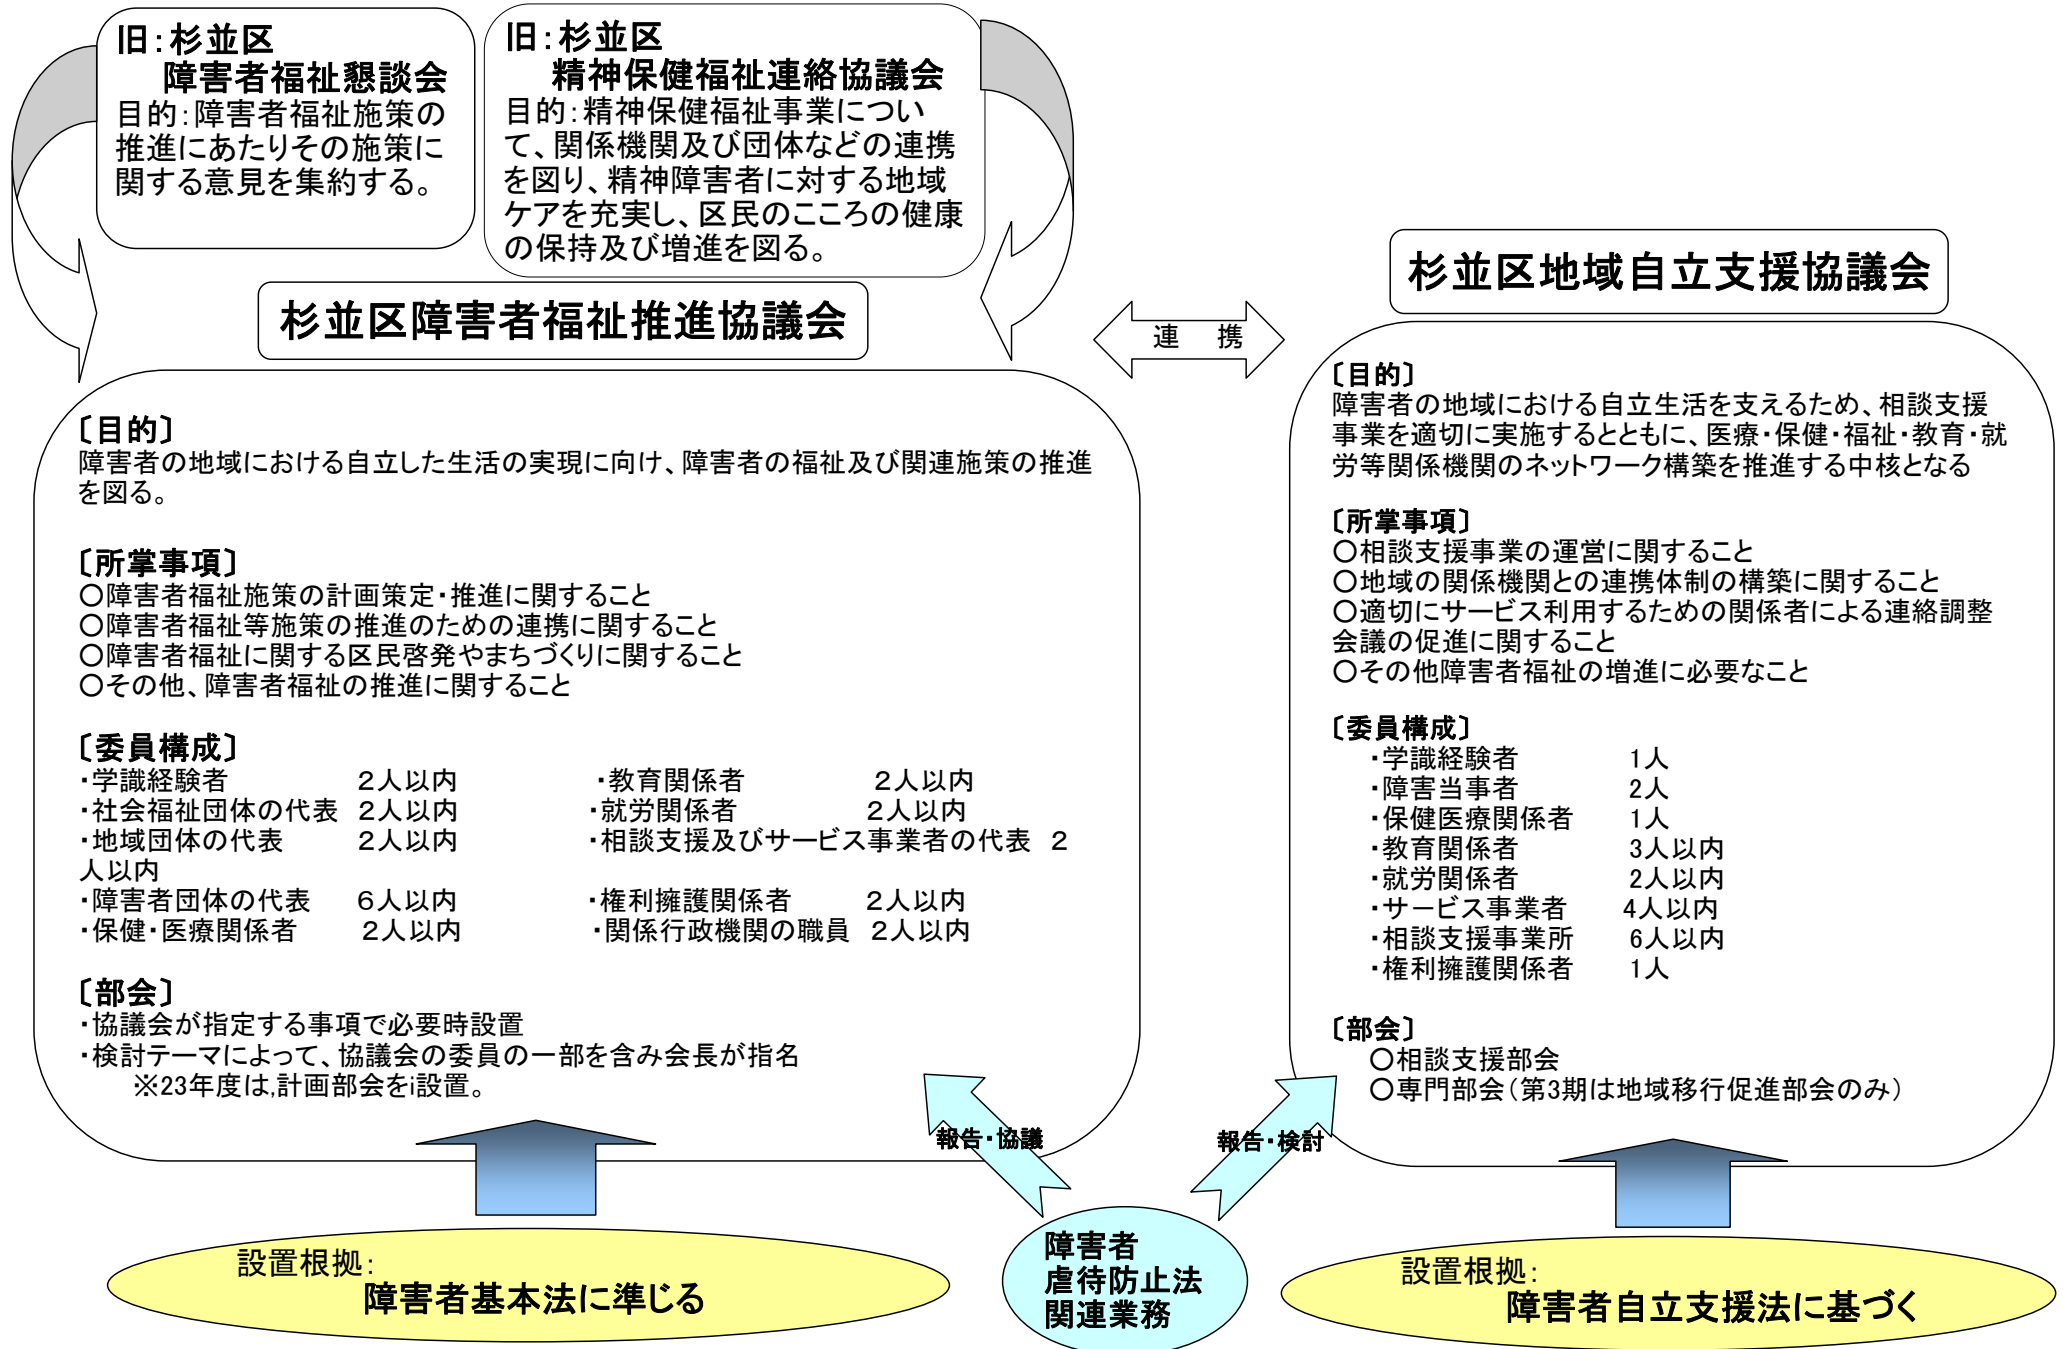 旧：杉並区
障害者福祉懇談会
目的：障害者福祉施策の
推進にあたりその施策に
関する意見を集約する。
旧：杉並区
精神保健福祉連絡協議会
目的：精神保健福祉事業につい
て、関係機関及び団体などの連携
を図り、精神障害者に対する地域
ケアを充実し、区民のこころの健康
の保持及び増進を図る。
杉並区障害者福祉推進協議会
連　携
杉並区地域自立支援協議会
〔目的〕
障害者の地域における自立した生活の実現に向け、障害者の福祉及び関連施策の推進
を図る。
〔所掌事項〕
○障害者福祉施策の計画策定・推進に関すること
○障害者福祉等施策の推進のための連携に関すること
○障害者福祉に関する区民啓発やまちづくりに関すること
○その他、障害者福祉の推進に関すること
〔委員構成〕
・学識経験者　２人以内　・教育関係者　２人以内
・社会福祉団体の代表　２人以内　・就労関係者　２人以内
・地域団体の代表　２人以内　・相談支援及びサービス事業者の代表　２
人以内
・障害者団体の代表　６人以内　・権利擁護関係者　２人以内
・保健・医療関係者　２人以内　・関係行政機関の職員　２人以内
〔部会〕
・協議会が指定する事項で必要時設置
・検討テーマによって、協議会の委員の一部を含み会長が指名
※23年度は,計画部会をi設置。
〔目的〕
障害者の地域における自立生活を支えるため、相談支援
事業を適切に実施するとともに、医療・保健・福祉・教育・就
労等関係機関のネットワーク構築を推進する中核となる
〔所掌事項〕
○相談支援事業の運営に関すること
○地域の関係機関との連携体制の構築に関すること
○適切にサービス利用するための関係者による連絡調整
会議の促進に関すること
○その他障害者福祉の増進に必要なこと
〔委員構成〕
・学識経験者　1人
・障害当事者　2人
・保健医療関係者　1人
・教育関係者　3人以内
・就労関係者　2人以内
・サービス事業者　4人以内
・相談支援事業所　6人以内
・権利擁護関係者　1人
〔部会〕
○相談支援部会
○専門部会（第3期は地域移行促進部会のみ）
報告・協議
報告・検討
設置根拠：
障害者基本法に準じる
障害者
虐待防止法
関連業務
設置根拠：
障害者自立支援法に基づく